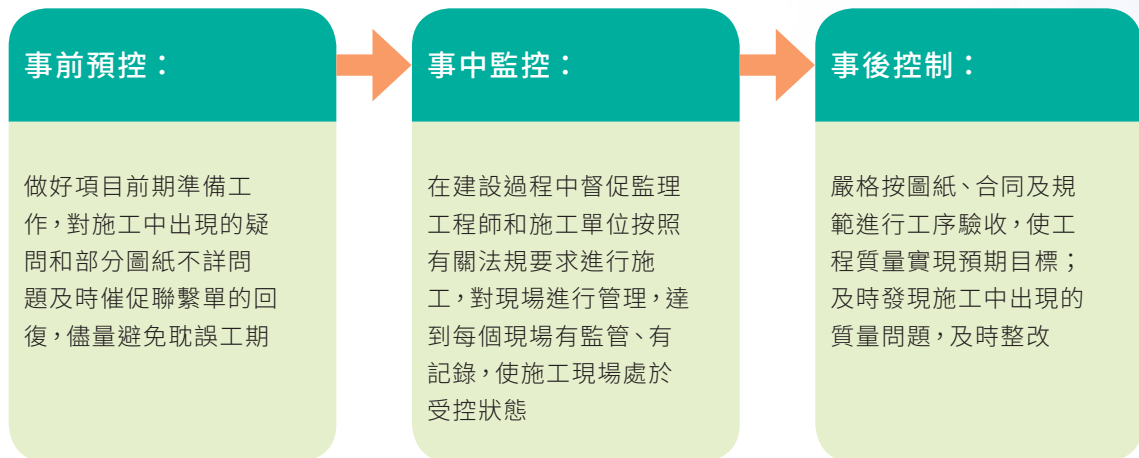 事前預控：
做好項目前期準備工
作，對施工中出現的疑
問和部分圖紙不詳問
題及時催促聯繫單的回
復，儘量避免耽誤工期
事中監控：
在建設過程中督促監理
工程師和施工單位按照
有關法規要求進行施
工，對現場進行管理，達
到每個現場有監管、有
記錄，使施工現場處於
受控狀態
事後控制：
嚴格按圖紙、合同及規
範進行工序驗收，使工
程質量實現預期目標；
及時發現施工中出現的
質量問題，及時整改